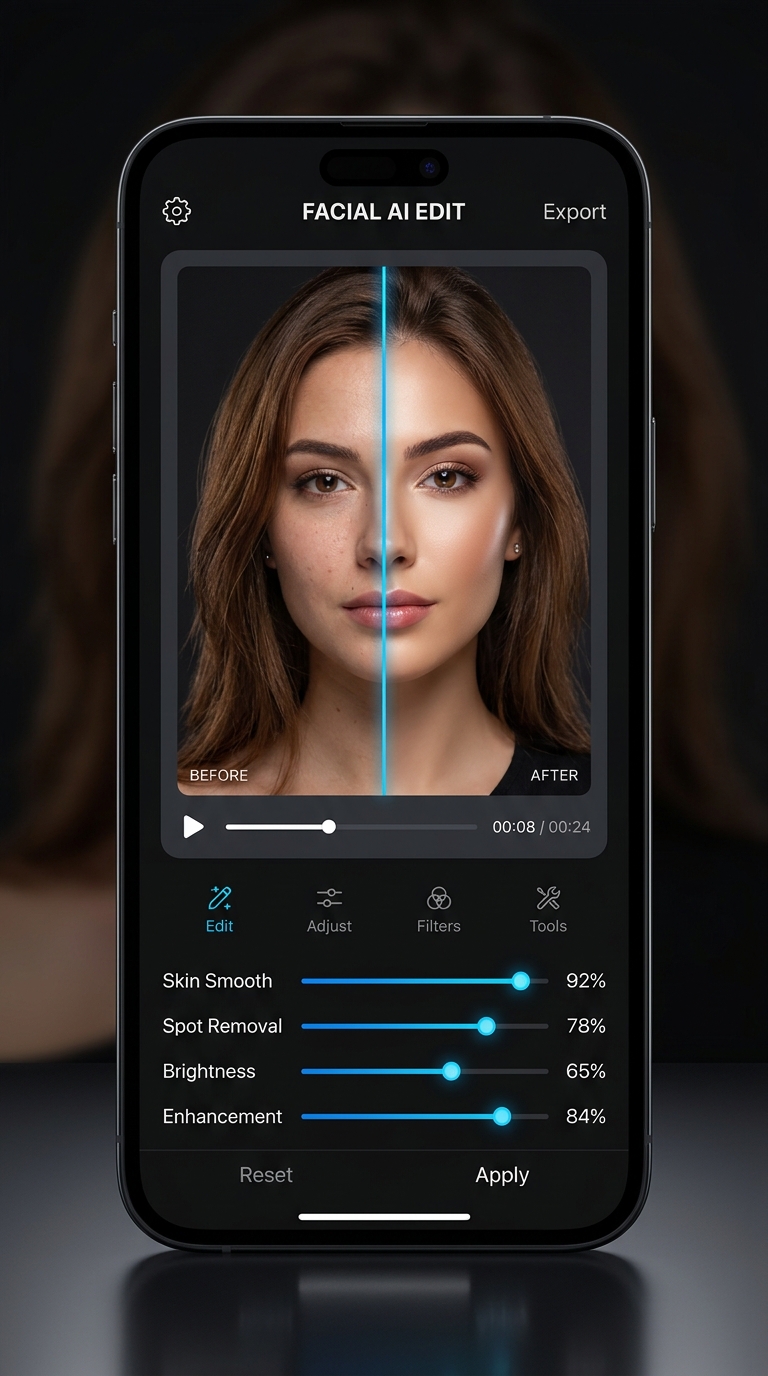 FACIAL AI EDIT
Export
BEFORE
AFTER
00:08 / 00:24
Edit
Adjust
Filters
Tools
Skin Smooth 92%
Spot Removal 78%
Brightness 65%
Enhancement 84%
Reset
Apply